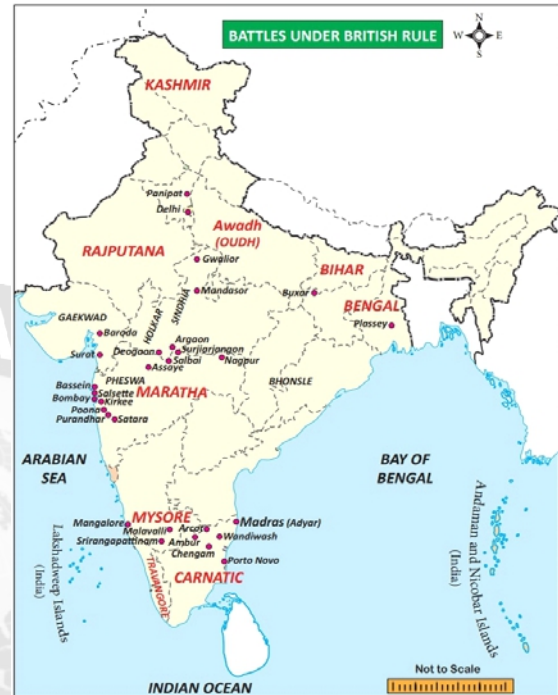 BATTLES UNDER BRITISH RULE
N
W E
S
KASHMIR
Panipat
Delhi
Awadh
(OUDH)
RAJPUTANA
Gwalior
BIHAR
Mandasor
Buxar
BENGAL
SINDHIA
HOLKAR
GAEKWAD
Plassey
Baroda
Argaon
Deogaan
Surjiarjangon
Surat
Salbai
Nagpur
Assaye
PHESWA
BHONSLE
Bassein
MARATHA
Salsette
Bombay
Kirkee
Poona
Purandhar
Satara
ARABIAN
SEA
BAY OF
BENGAL
MYSORE
Madras (Adyar)
Mangalore
Malavalli
Arcot
Wandiwash
Srirangapattinam
Ambur
Chengam
Porto Novo
TRAVANGORE
CARNATIC
Lakshadweep Islands
(India)
Andaman and Nicobar Islands
(India)
INDIAN OCEAN
Not to Scale